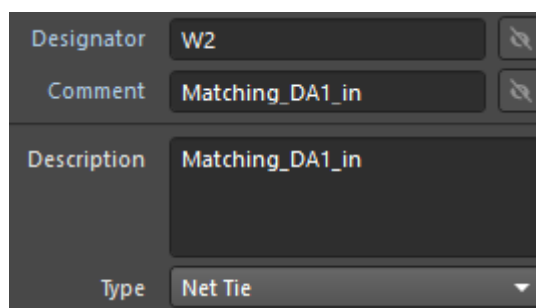 Designator W2
Comment Matching_DA1_in
Description Matching_DA1_in
Type Net Tie